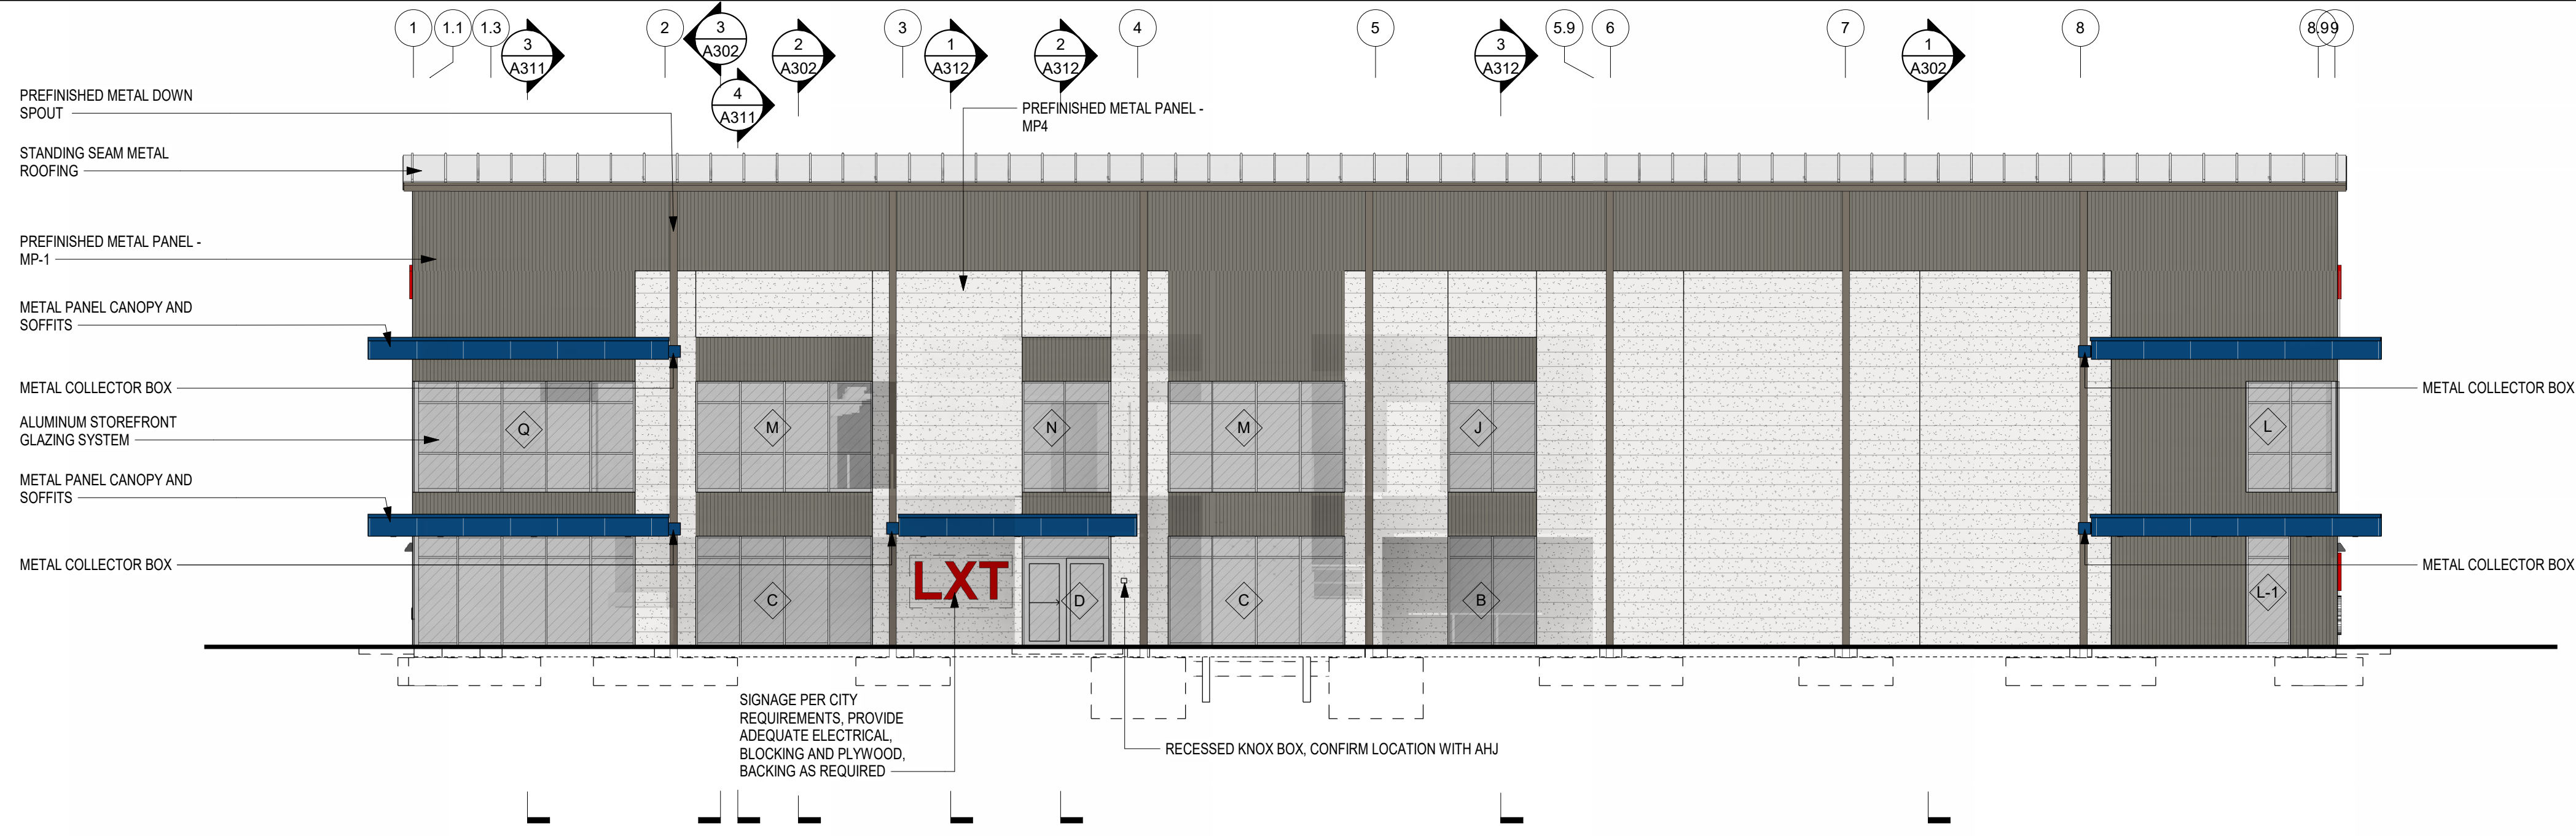 1 1.1 1.3 2 3 4 5 5.9 6 7 8 8.9 9
3
A311
3
A302
4
A311
2
A302
1
A312
2
A312
3
A312
1
A302
PREFINISHED METAL DOWN
SPOUT
STANDING SEAM METAL
ROOFING
PREFINISHED METAL PANEL -
MP-1
METAL PANEL CANOPY AND
SOFFITS
METAL COLLECTOR BOX
ALUMINUM STOREFRONT
GLAZING SYSTEM
METAL PANEL CANOPY AND
SOFFITS
METAL COLLECTOR BOX
PREFINISHED METAL PANEL -
MP4
Q M N M J L
LXT
C D C B L-1
METAL COLLECTOR BOX
METAL COLLECTOR BOX
SIGNAGE PER CITY
REQUIREMENTS, PROVIDE
ADEQUATE ELECTRICAL,
BLOCKING AND PLYWOOD,
BACKING AS REQUIRED
RECESSED KNOX BOX, CONFIRM LOCATION WITH AHJ